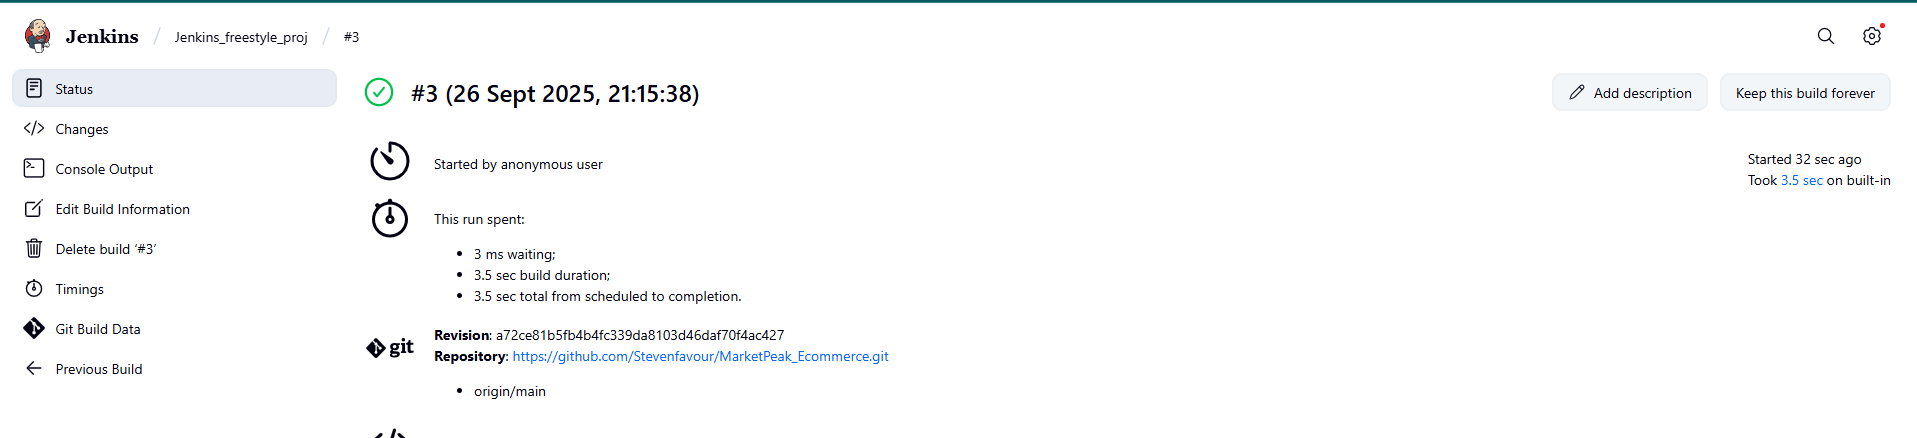 Jenkins / Jenkins_freestyle_proj / #3
Status
Changes
Console Output
Edit Build Information
Delete build ‘#3’
Timings
Git Build Data
Previous Build
#3 (26 Sept 2025, 21:15:38)
Add description
Keep this build forever
Started by anonymous user
Started 32 sec ago
Took 3.5 sec on built-in
This run spent:
• 3 ms waiting;
• 3.5 sec build duration;
• 3.5 sec total from scheduled to completion.
git
Revision: a72ce81b5fb4b4fc339da8103d46daf70f4ac427
Repository: https://github.com/Stevenfavour/MarketPeak_Ecommerce.git
• origin/main